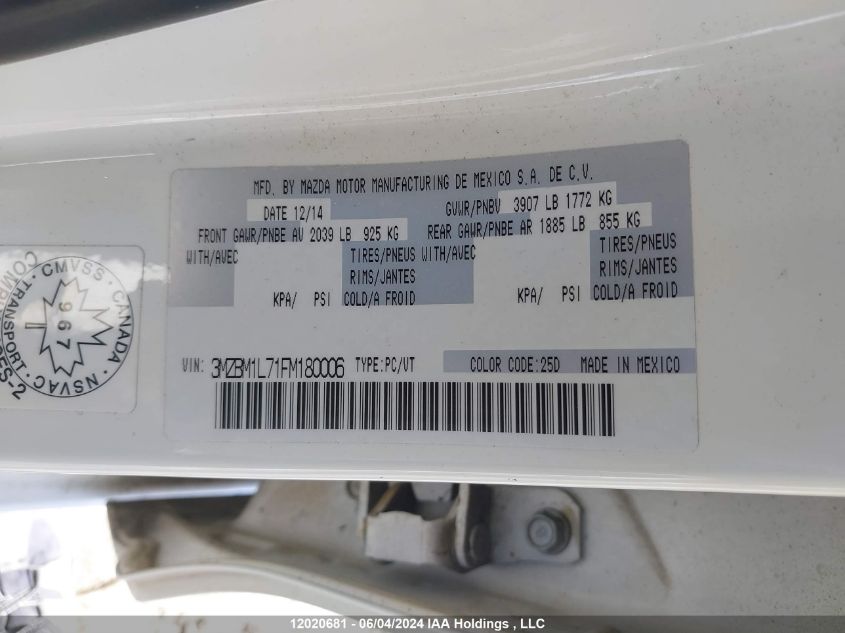 MFD. BY MAZDA MOTOR MANUFACTURING DE MEXICO S.A. DE C.V.
DATE 12/14 GVWR/PNBV 3907 LB 1772 KG
FRONT GAWR/PNBE AV 2039 LB 925 KG REAR GAWR/PNBE AR 1885 LB 855 KG
WITH/AVEC TIRES/PNEUS WITH/AVEC TIRES/PNEUS
RIMS/JANTES RIMS/JANTES
KPA/ PSI COLD/A FROID KPA/ PSI COLD/A FROID
VIN: 3MZBM1L71FM180006 TYPE:PC/VT COLOR CODE:25D MADE IN MEXICO
CMVSS · CANADA · NSVAC · TRANSPORT
967
12020681 - 06/04/2024 IAA Holdings , LLC